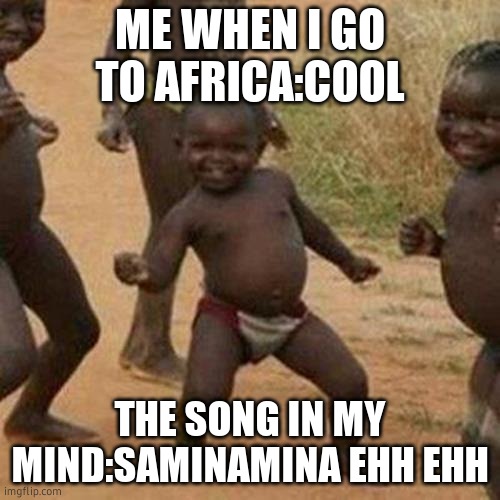 ME WHEN I GO
TO AFRICA:COOL
THE SONG IN MY
MIND:SAMINAMINA EHH EHH
imgflip.com